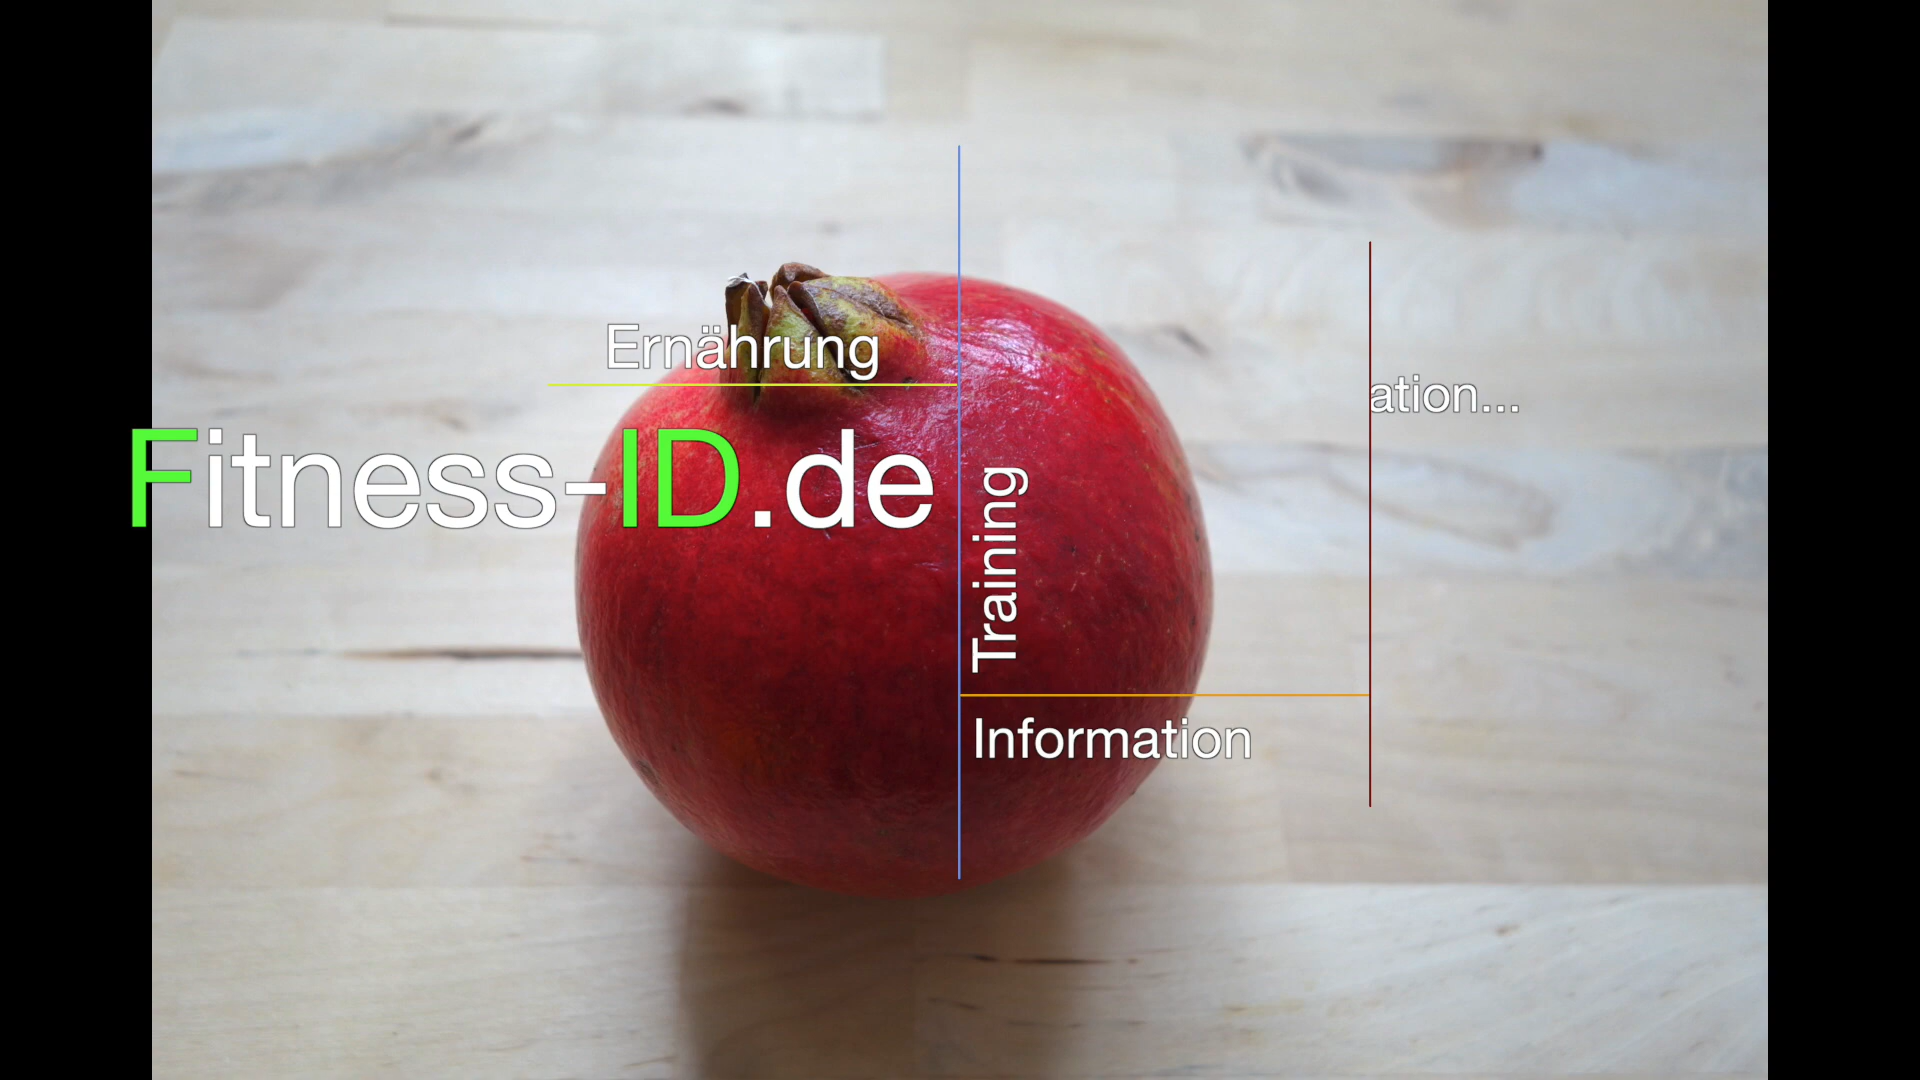 Ernährung
ation...
Fitness-ID.de
Training
Information